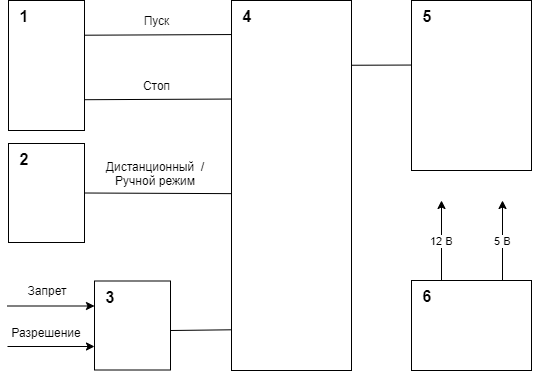 1
Пуск
4
5
Стоп
2
Дистанционный /
Ручной режим
Запрет
3
Разрешение
12 В
5 В
6